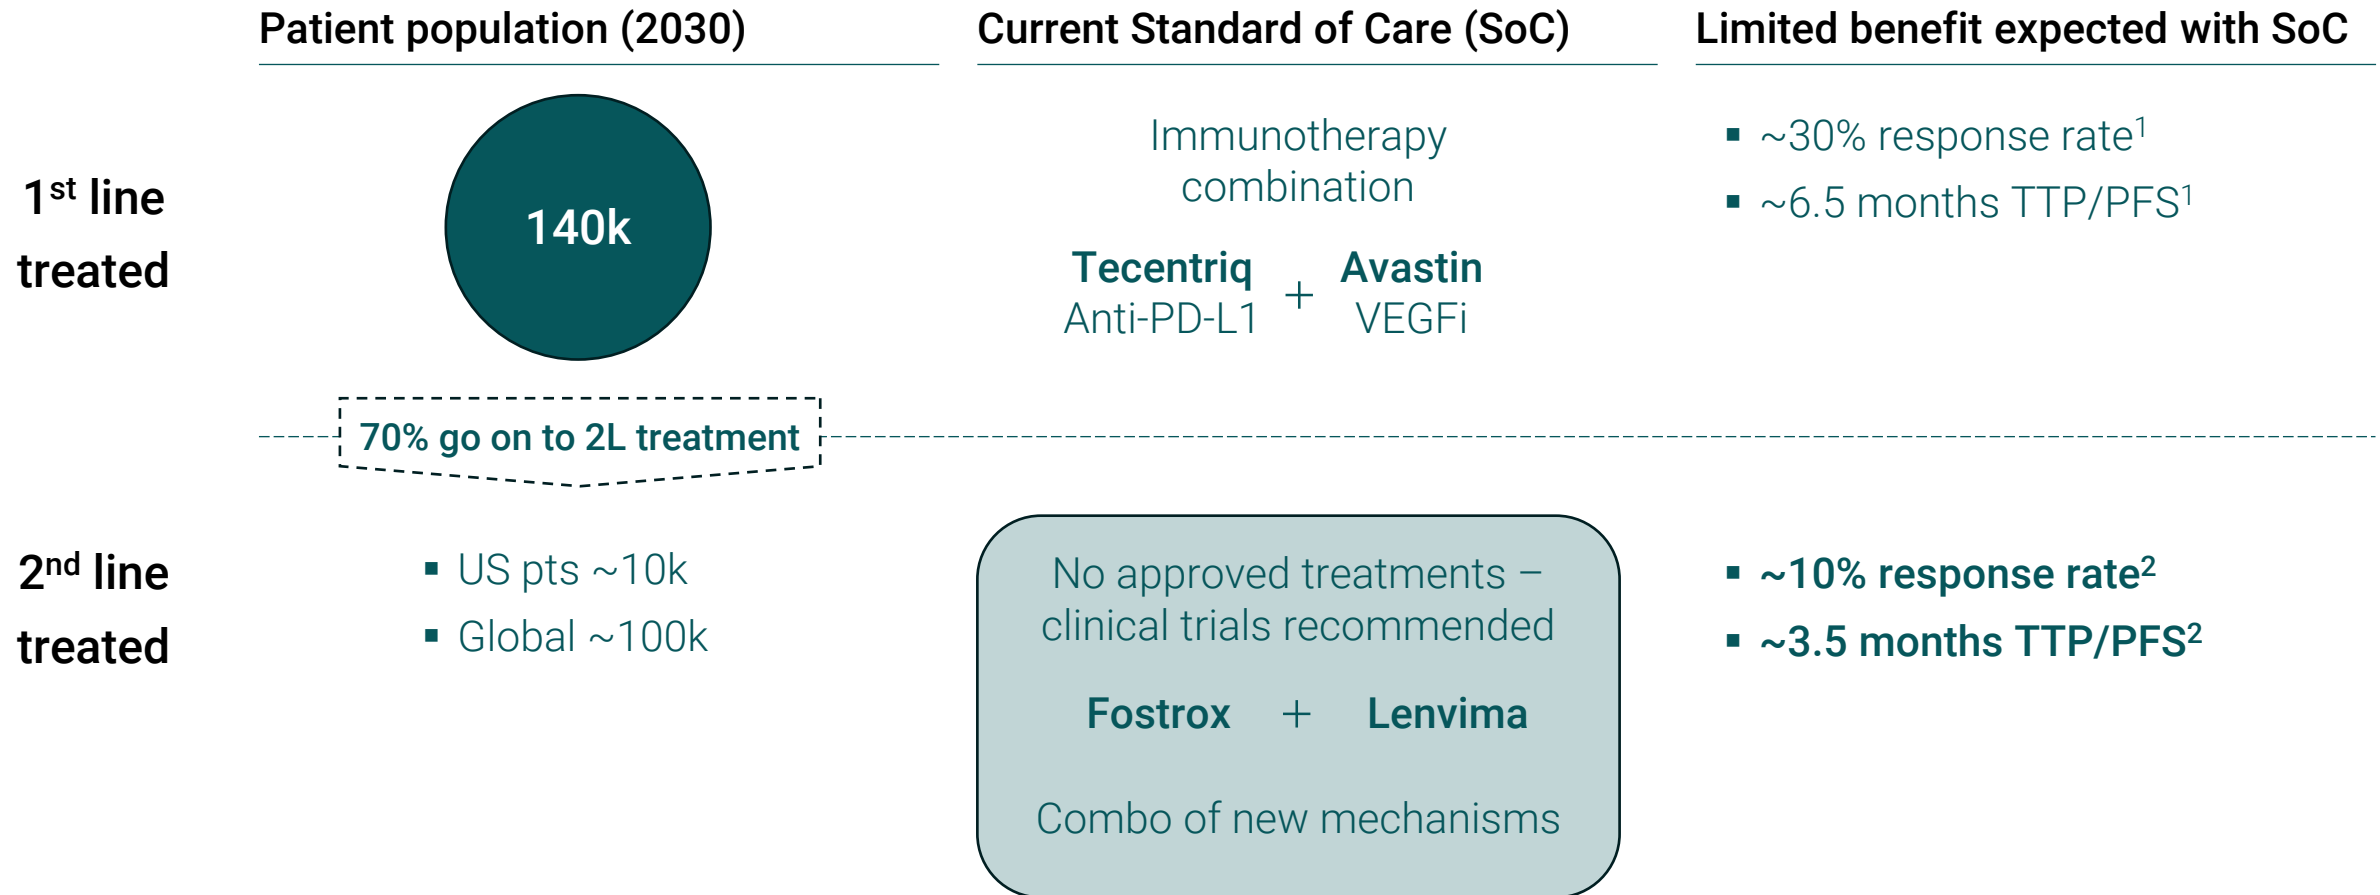 Patient population (2030)
Current Standard of Care (SoC)
Limited benefit expected with SoC
1st line
treated
140k
Immunotherapy
combination
Tecentriq + Avastin
Anti-PD-L1 VEGFi
▪ ~30% response rate1
▪ ~6.5 months TTP/PFS1
70% go on to 2L treatment
2nd line
treated
▪ US pts ~10k
▪ Global ~100k
No approved treatments –
clinical trials recommended
Fostrox + Lenvima
Combo of new mechanisms
▪ ~10% response rate2
▪ ~3.5 months TTP/PFS2